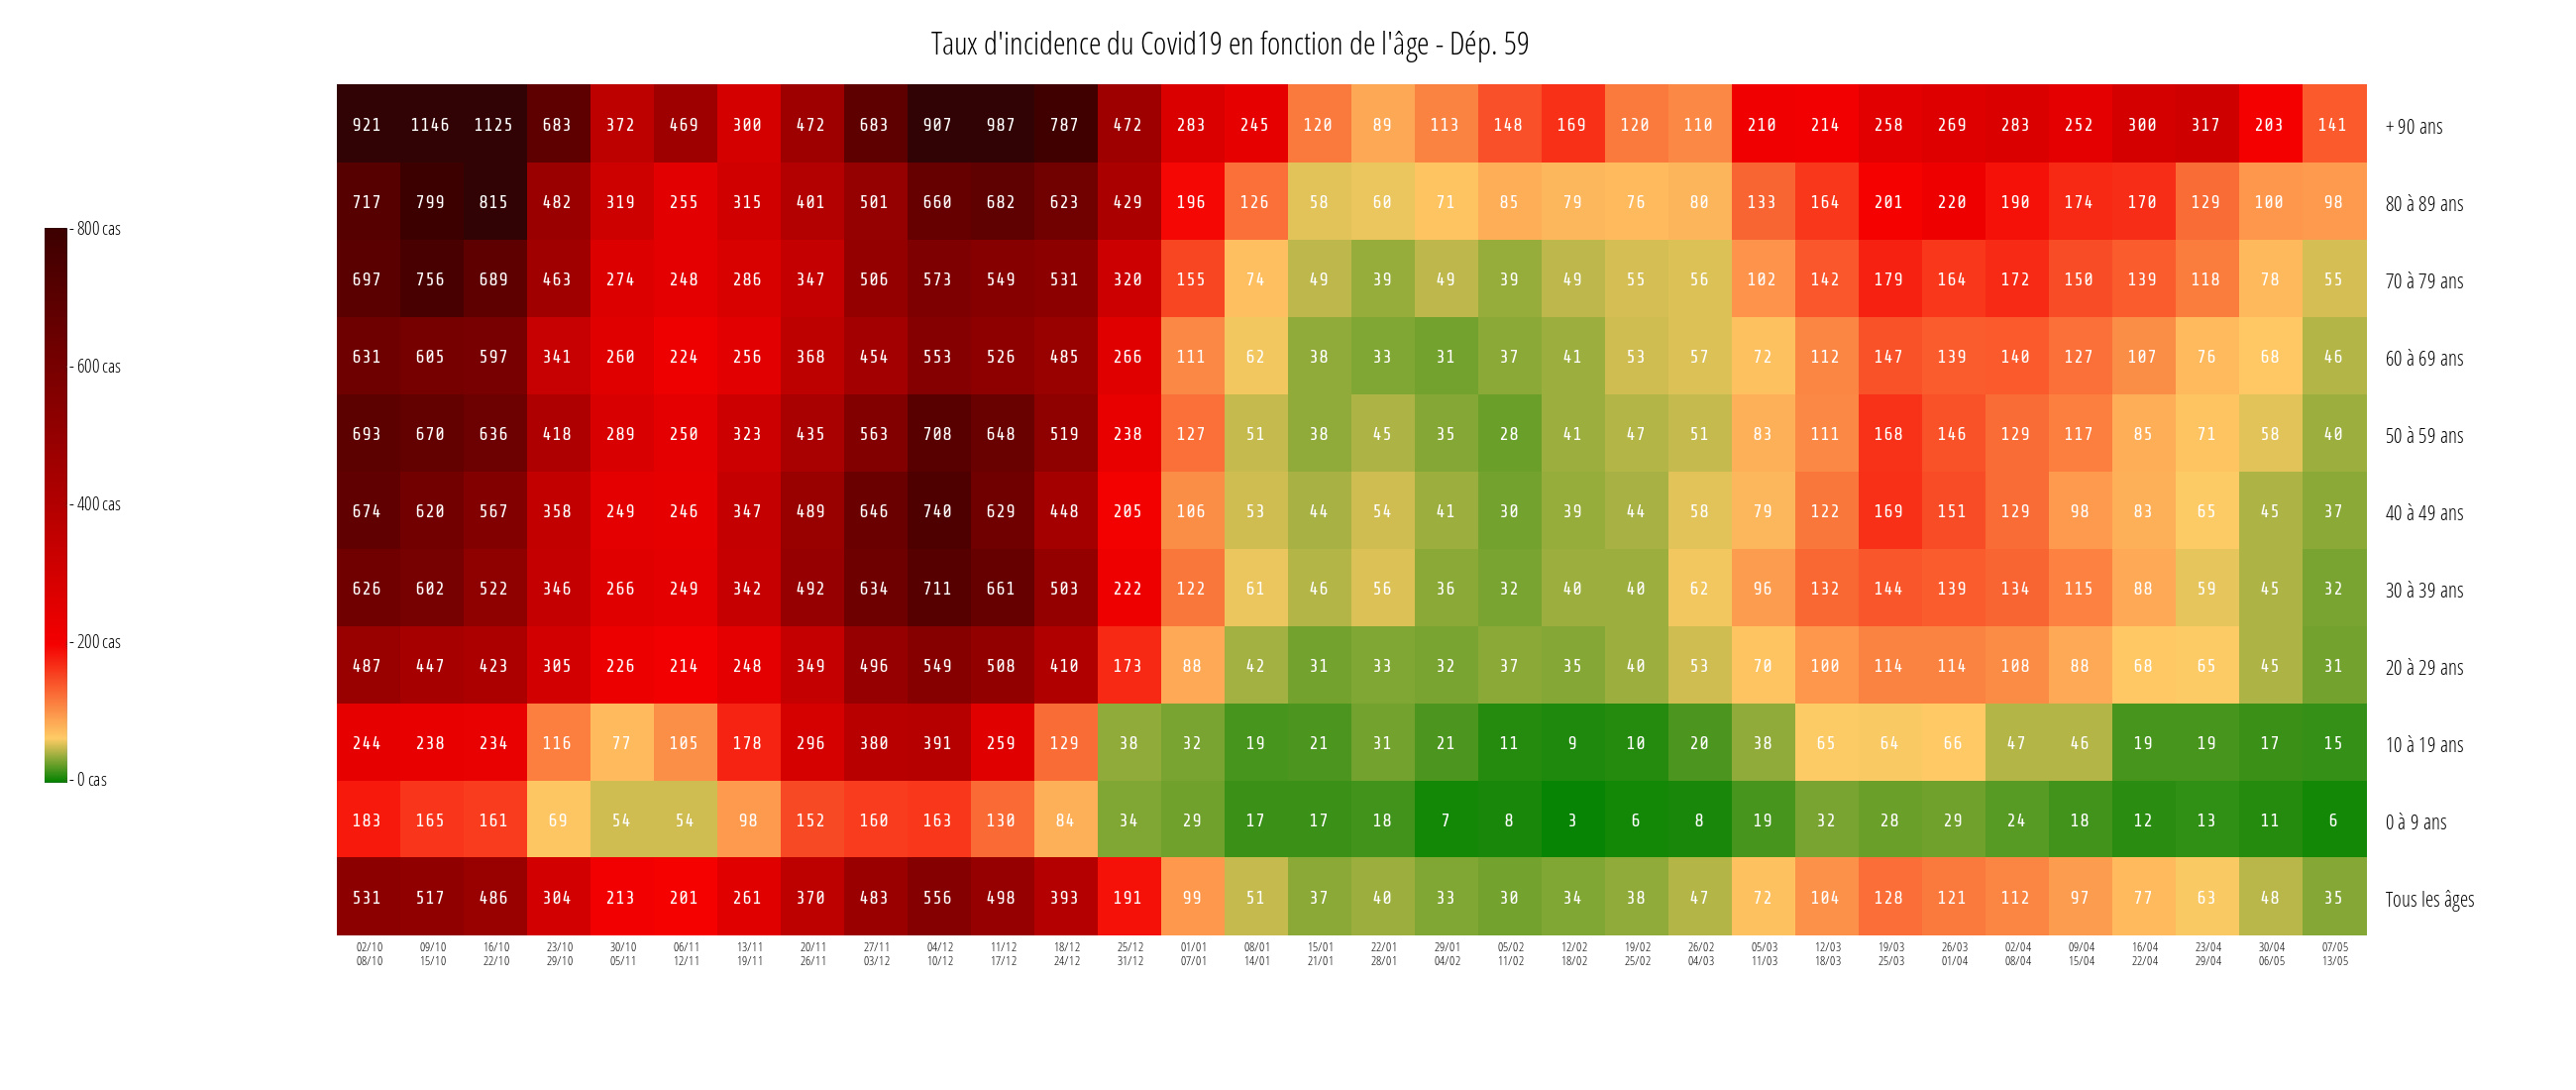 Taux d'incidence du Covid19 en fonction de l'âge - Dép. 59
- 800 cas
- 600 cas
- 400 cas
- 200 cas
- 0 cas
921 1146 1125 683 372 469 300 472 683 907 987 787 472 283 245 120 89 113 148 169 120 110 210 214 258 269 283 252 300 317 203 141 + 90 ans
717 799 815 482 319 255 315 401 501 660 682 623 429 196 126 58 60 71 85 79 76 80 133 164 201 220 190 174 170 129 100 98 80 à 89 ans
697 756 689 463 274 248 286 347 506 573 549 531 320 155 74 49 39 49 39 49 55 56 102 142 179 164 172 150 139 118 78 55 70 à 79 ans
631 605 597 341 260 224 256 368 454 553 526 485 266 111 62 38 33 31 37 41 53 57 72 112 147 139 140 127 107 76 68 46 60 à 69 ans
693 670 636 418 289 250 323 435 563 708 648 519 238 127 51 38 45 35 28 41 47 51 83 111 168 146 129 117 85 71 58 40 50 à 59 ans
674 620 567 358 249 246 347 489 646 740 629 448 205 106 53 44 54 41 30 39 44 58 79 122 169 151 129 98 83 65 45 37 40 à 49 ans
626 602 522 346 266 249 342 492 634 711 661 503 222 122 61 46 56 36 32 40 40 62 96 132 144 139 134 115 88 59 45 32 30 à 39 ans
487 447 423 305 226 214 248 349 496 549 508 410 173 88 42 31 33 32 37 35 40 53 70 100 114 114 108 88 68 65 45 31 20 à 29 ans
244 238 234 116 77 105 178 296 380 391 259 129 38 32 19 21 31 21 11 9 10 20 38 65 64 66 47 46 19 19 17 15 10 à 19 ans
183 165 161 69 54 54 98 152 160 163 130 84 34 29 17 17 18 7 8 3 6 8 19 32 28 29 24 18 12 13 11 6 0 à 9 ans
531 517 486 304 213 201 261 370 483 556 498 393 191 99 51 37 40 33 30 34 38 47 72 104 128 121 112 97 77 63 48 35 Tous les âges
02/10 09/10 16/10 23/10 30/10 06/11 13/11 20/11 27/11 04/12 11/12 18/12 25/12 01/01 08/01 15/01 22/01 29/01 05/02 12/02 19/02 26/02 05/03 12/03 19/03 26/03 02/04 09/04 16/04 23/04 30/04 07/05
08/10 15/10 22/10 29/10 05/11 12/11 19/11 26/11 03/12 10/12 17/12 24/12 31/12 07/01 14/01 21/01 28/01 04/02 11/02 18/02 25/02 04/03 11/03 18/03 25/03 01/04 08/04 15/04 22/04 29/04 06/05 13/05